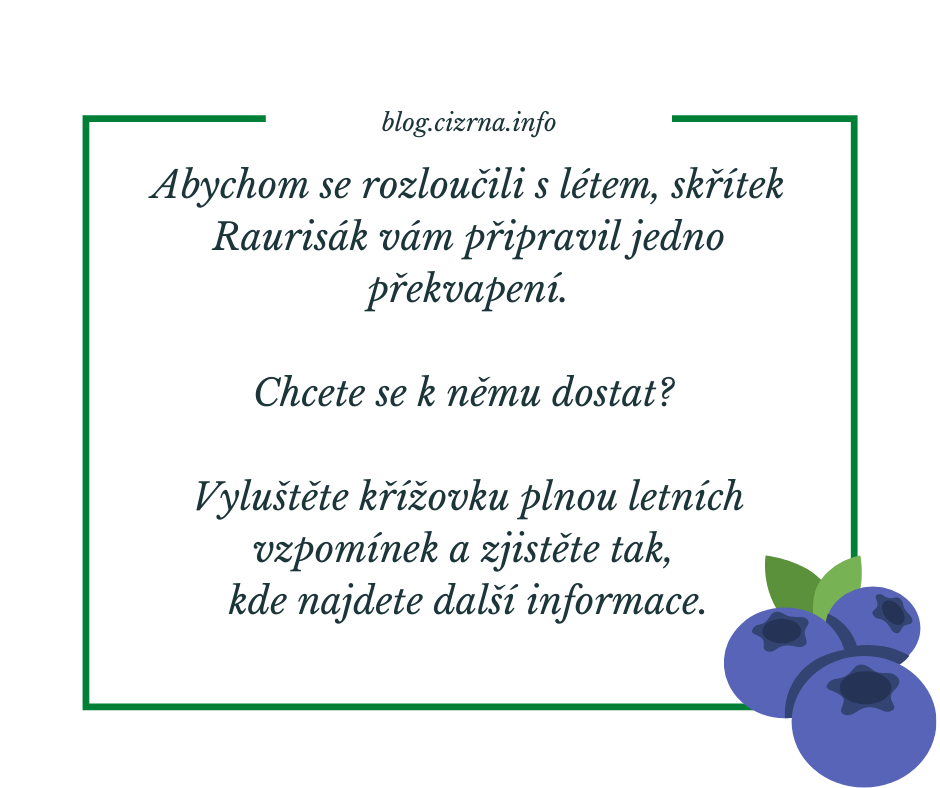 blog.cizrna.info
Abychom se rozloučili s létem, skřítek
Raurisák vám připravil jedno
překvapení.
Chcete se k němu dostat?
Vyluštěte křížovku plnou letních
vzpomínek a zjistěte tak,
kde najdete další informace.